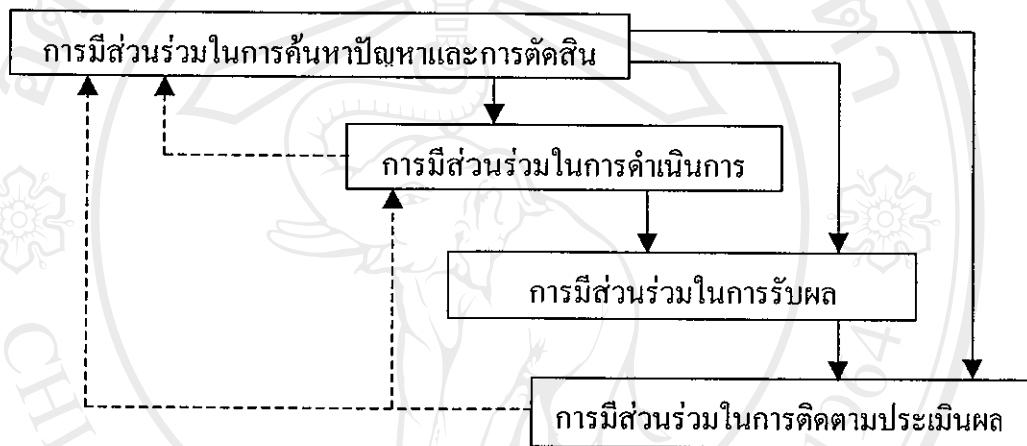 การมีส่วนร่วมในการค้นหาปัญหาและการตัดสิน
การมีส่วนร่วมในการดำเนินการ
การมีส่วนร่วมในการรับผล
การมีส่วนร่วมในการติดตามประเมินผล